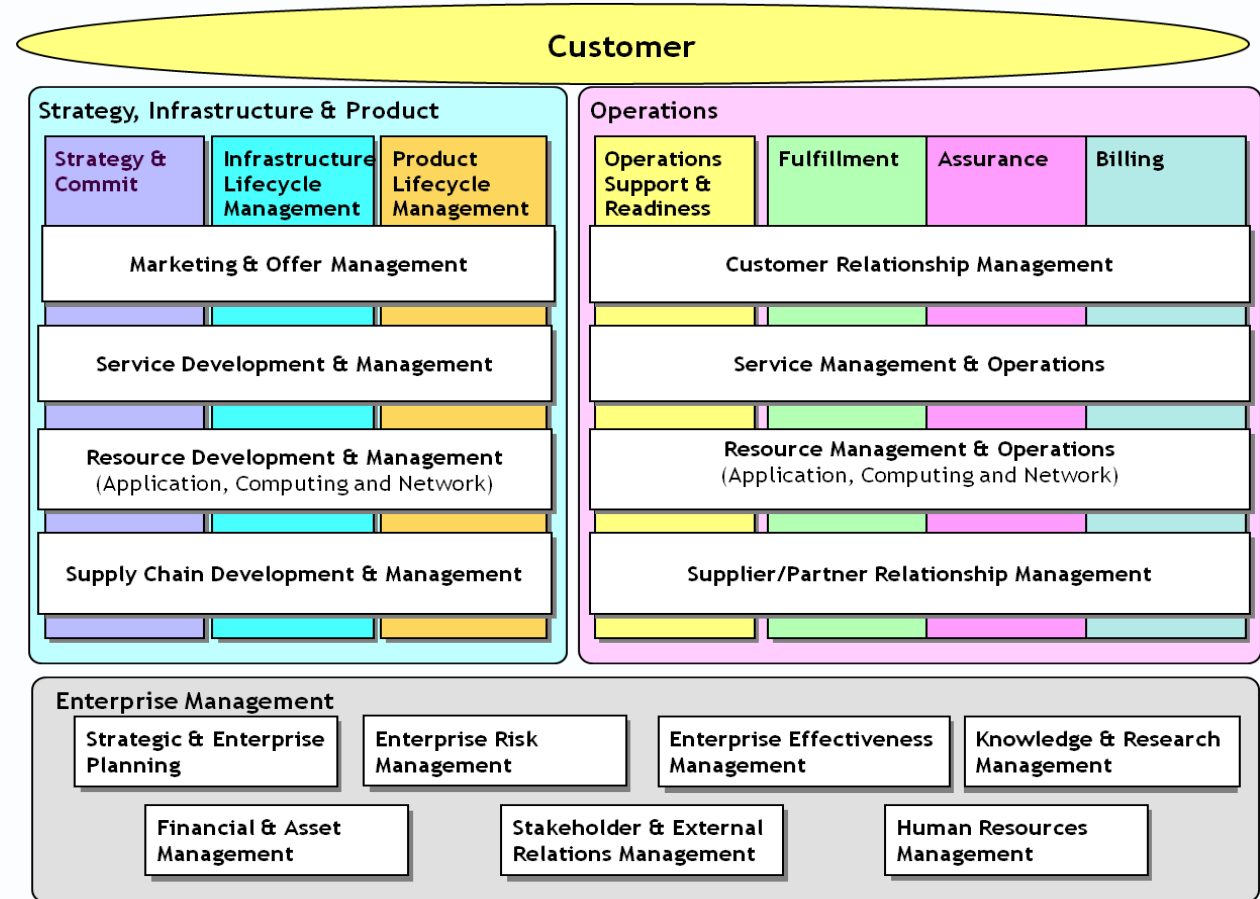 Customer
Strategy, Infrastructure & Product
Strategy &
Commit
Infrastructure
Lifecycle
Management
Product
Lifecycle
Management
Marketing & Offer Management
Service Development & Management
Resource Development & Management
(Application, Computing and Network)
Supply Chain Development & Management
Operations
Operations
Support &
Readiness
Fulfillment
Assurance
Billing
Customer Relationship Management
Service Management & Operations
Resource Management & Operations
(Application, Computing and Network)
Supplier/Partner Relationship Management
Enterprise Management
Strategic & Enterprise
Planning
Enterprise Risk
Management
Enterprise Effectiveness
Management
Knowledge & Research
Management
Financial & Asset
Management
Stakeholder & External
Relations Management
Human Resources
Management